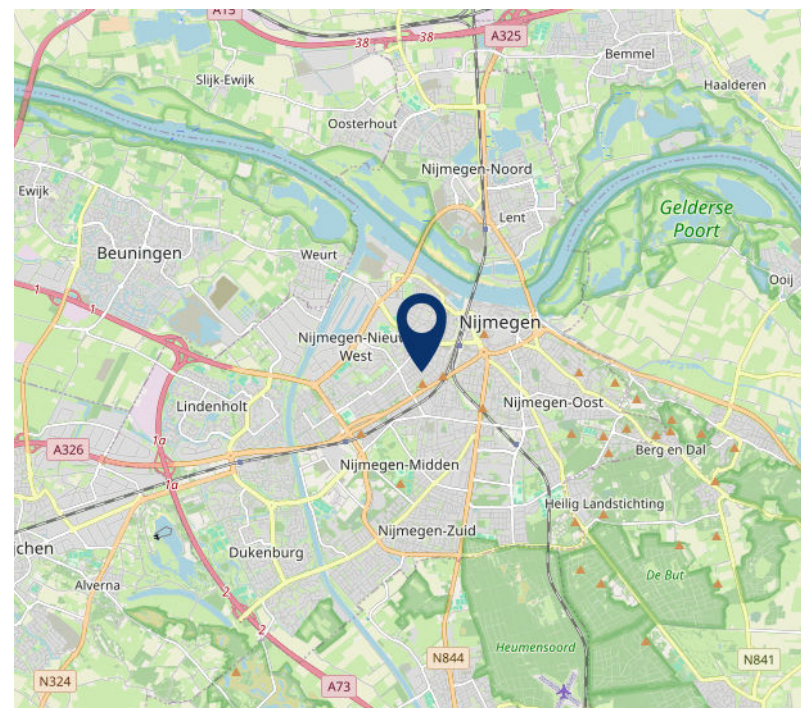 A15
38
38
A325
Bemmel
Slijk-Ewijk
Haalderen
Oosterhout
Nijmegen-Noord
Ewijk
Gelderse
Poort
Lent
Beuningen
Weurt
Ooij
1
1
Nijmegen
Nijmegen-Nieu
West
Lindenholt
Nijmegen-Oost
1a
A326
Berg en Dal
Nijmegen-Midden
1a
Heilig Landstichting
Nijmegen-Zuid
jchen
Dukenburg
De But
Alverna
2
2
Heumensoord
N844
N841
N324
A73